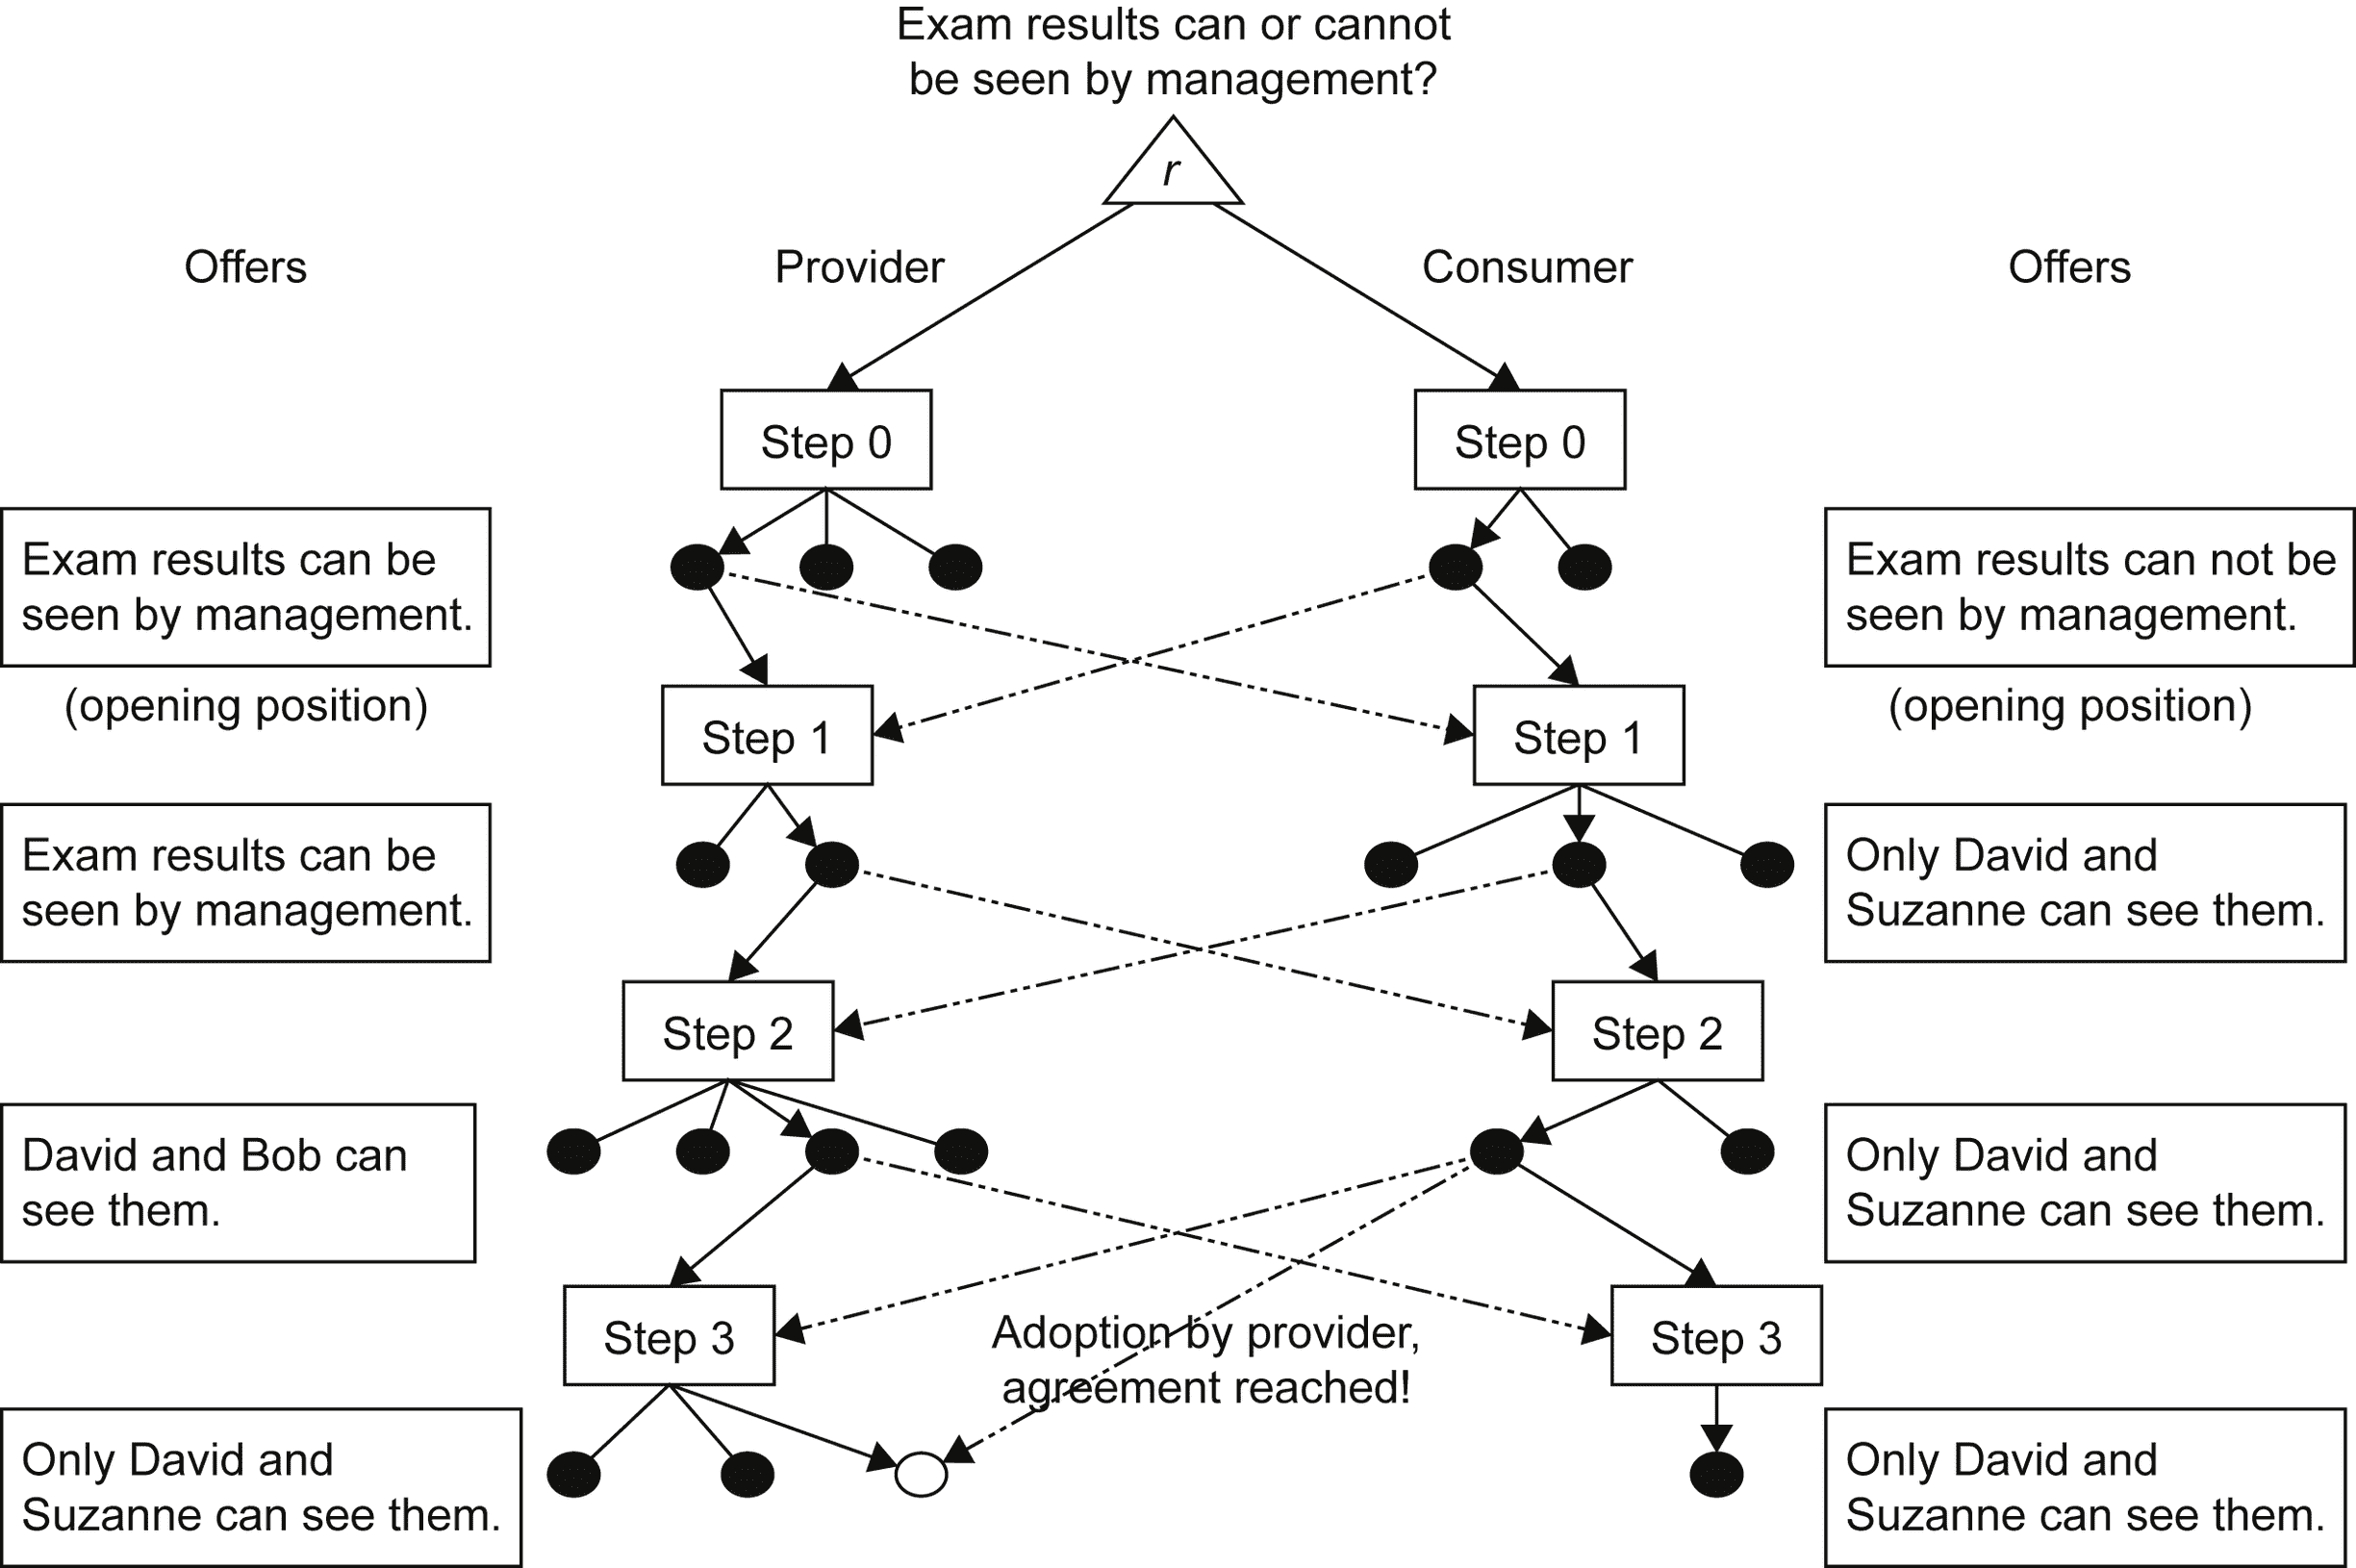 Exam results can or cannot
be seen by management?
r
Offers
Provider
Consumer
Offers
Step 0
Step 0
Exam results can be
seen by management.
(opening position)
Exam results can not be
seen by management.
(opening position)
Step 1
Step 1
Exam results can be
seen by management.
Only David and
Suzanne can see them.
Step 2
Step 2
David and Bob can
see them.
Only David and
Suzanne can see them.
Step 3
Adoption by provider,
agreement reached!
Step 3
Only David and
Suzanne can see them.
Only David and
Suzanne can see them.